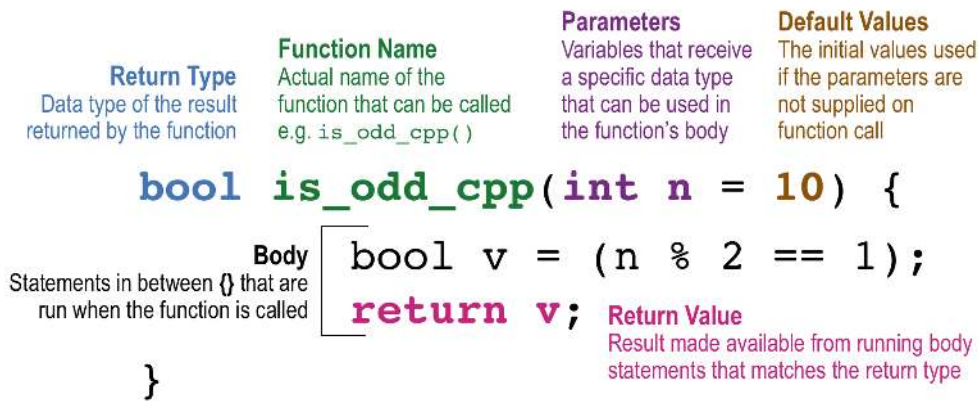 Return Type
Data type of the result
returned by the function
Function Name
Actual name of the
function that can be called
e.g. is_odd_cpp()
Parameters
Variables that receive
a specific data type
that can be used in
the function's body
Default Values
The initial values used
if the parameters are
not supplied on
function call
bool is_odd_cpp(int n = 10) {
Body
Statements in between {} that are
run when the function is called
bool v = (n % 2 == 1);
return v;
Return Value
Result made available from running body
statements that matches the return type
}